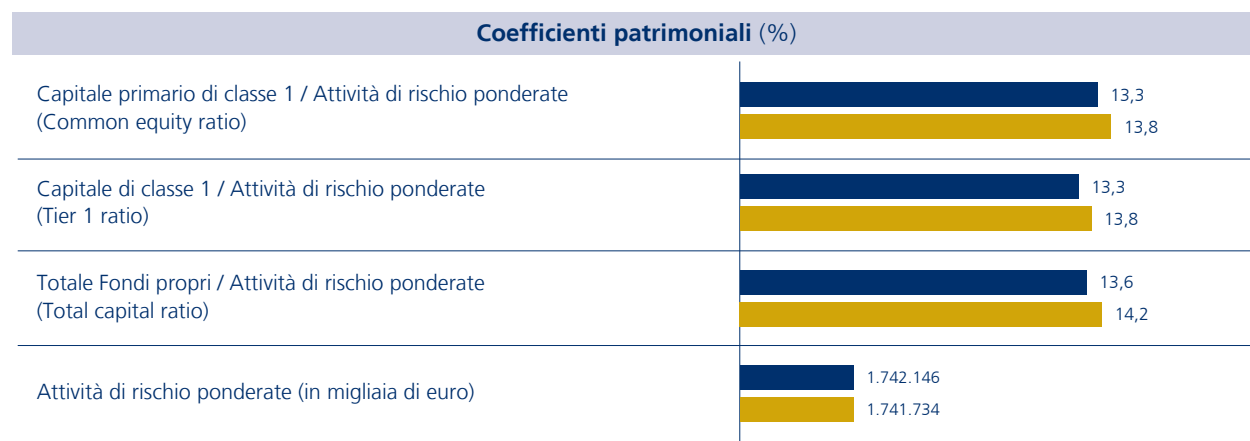 Coefficienti patrimoniali (%)
Capitale primario di classe 1 / Attività di rischio ponderate
(Common equity ratio)
13,3
13,8
Capitale di classe 1 / Attività di rischio ponderate
(Tier 1 ratio)
13,3
13,8
Totale Fondi propri / Attività di rischio ponderate
(Total capital ratio)
13,6
14,2
Attività di rischio ponderate (in migliaia di euro)
1.742.146
1.741.734